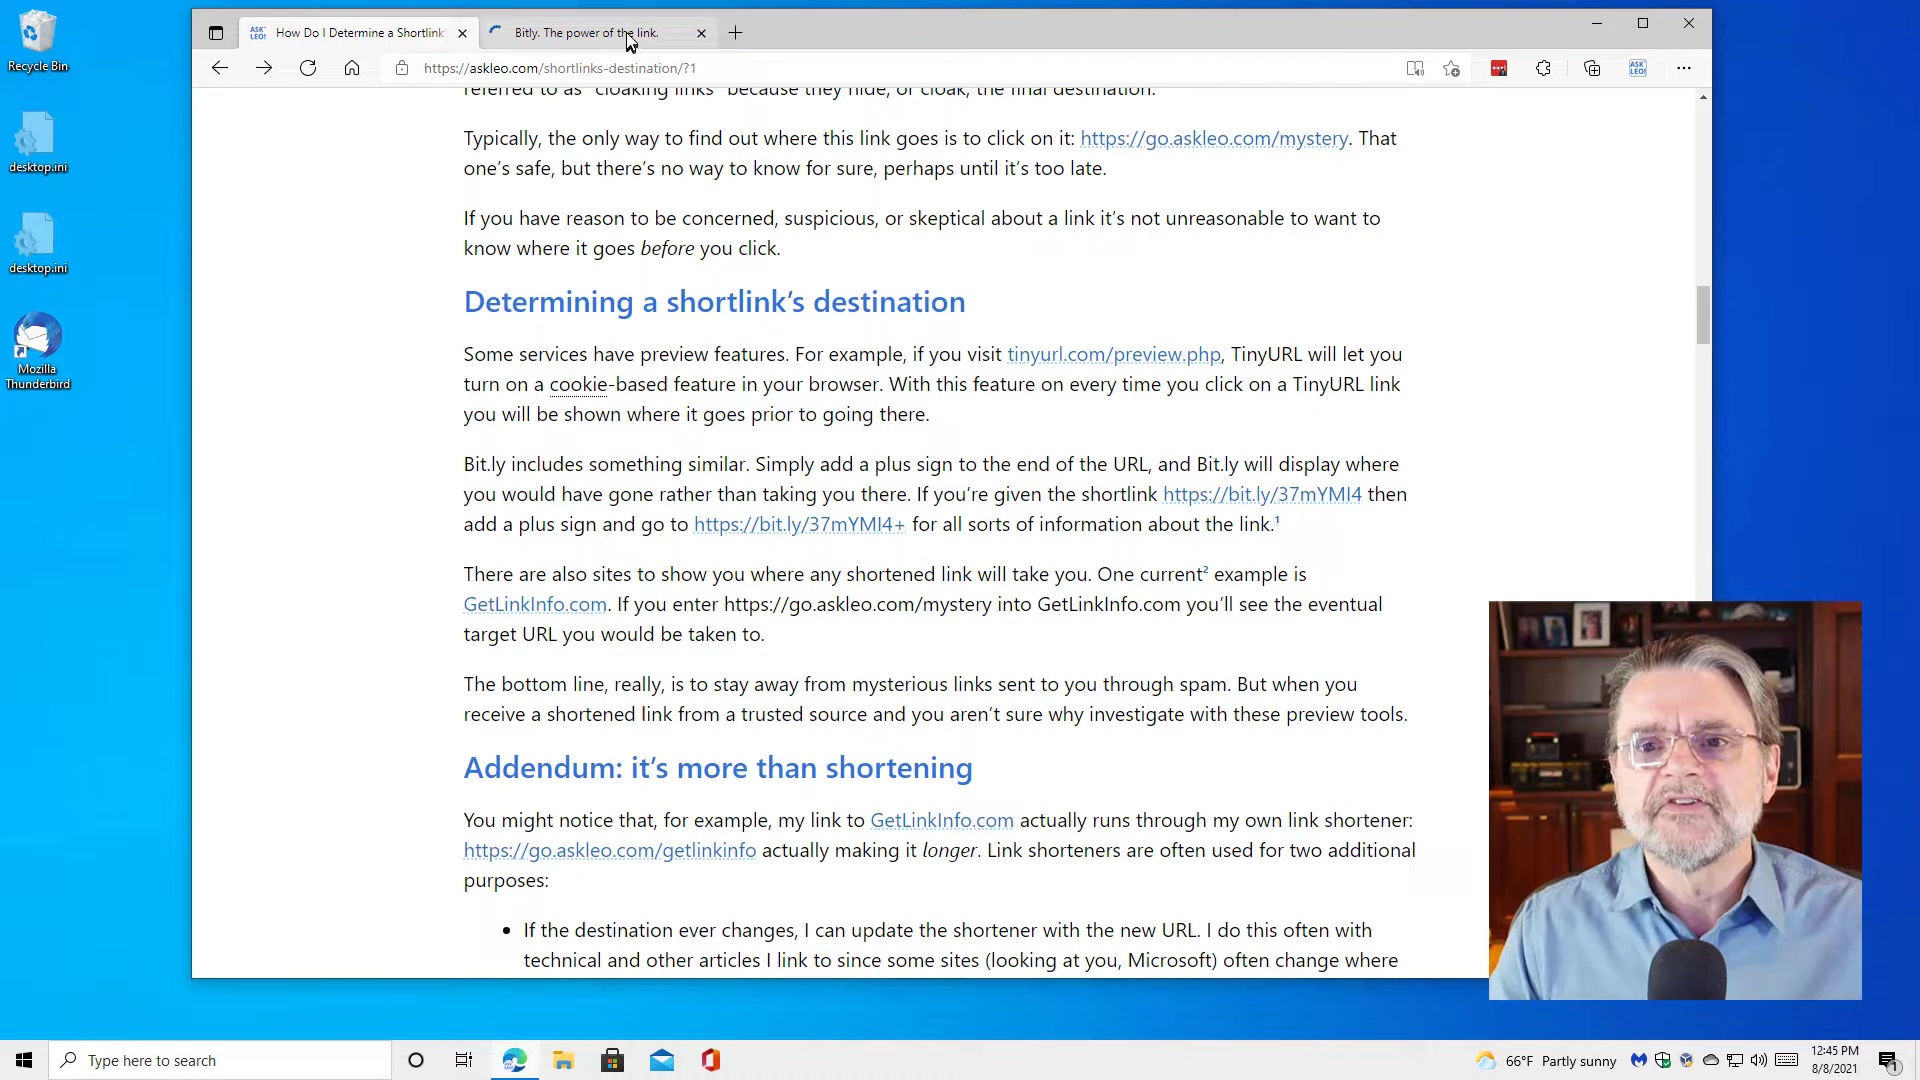 Recycle Bin
desktop.ini
desktop.ini
Mozilla
Thunderbird
ASK LEO!
How Do I Determine a Shortlink'
Bitly. The power of the link.
https://askleo.com/shortlinks-destination/?1
ASK LEO!
referred to as "cloaking links" because they hide, or cloak, the final destination.
Typically, the only way to find out where this link goes is to click on it: https://go.askleo.com/mystery. That
one's safe, but there's no way to know for sure, perhaps until it's too late.
If you have reason to be concerned, suspicious, or skeptical about a link it's not unreasonable to want to
know where it goes before you click.
Determining a shortlink's destination
Some services have preview features. For example, if you visit tinyurl.com/preview.php, TinyURL will let you
turn on a cookie-based feature in your browser. With this feature on every time you click on a TinyURL link
you will be shown where it goes prior to going there.
Bit.ly includes something similar. Simply add a plus sign to the end of the URL, and Bit.ly will display where
you would have gone rather than taking you there. If you're given the shortlink https://bit.ly/37mYMI4 then
add a plus sign and go to https://bit.ly/37mYMI4+ for all sorts of information about the link.¹
There are also sites to show you where any shortened link will take you. One current² example is
GetLinkInfo.com. If you enter https://go.askleo.com/mystery into GetLinkInfo.com you'll see the eventual
target URL you would be taken to.
The bottom line, really, is to stay away from mysterious links sent to you through spam. But when you
receive a shortened link from a trusted source and you aren't sure why investigate with these preview tools.
Addendum: it's more than shortening
You might notice that, for example, my link to GetLinkInfo.com actually runs through my own link shortener:
https://go.askleo.com/getlinkinfo actually making it longer. Link shorteners are often used for two additional
purposes:
• If the destination ever changes, I can update the shortener with the new URL. I do this often with
technical and other articles I link to since some sites (looking at you, Microsoft) often change where
Type here to search
66°F Partly sunny
12:45 PM
8/8/2021
1